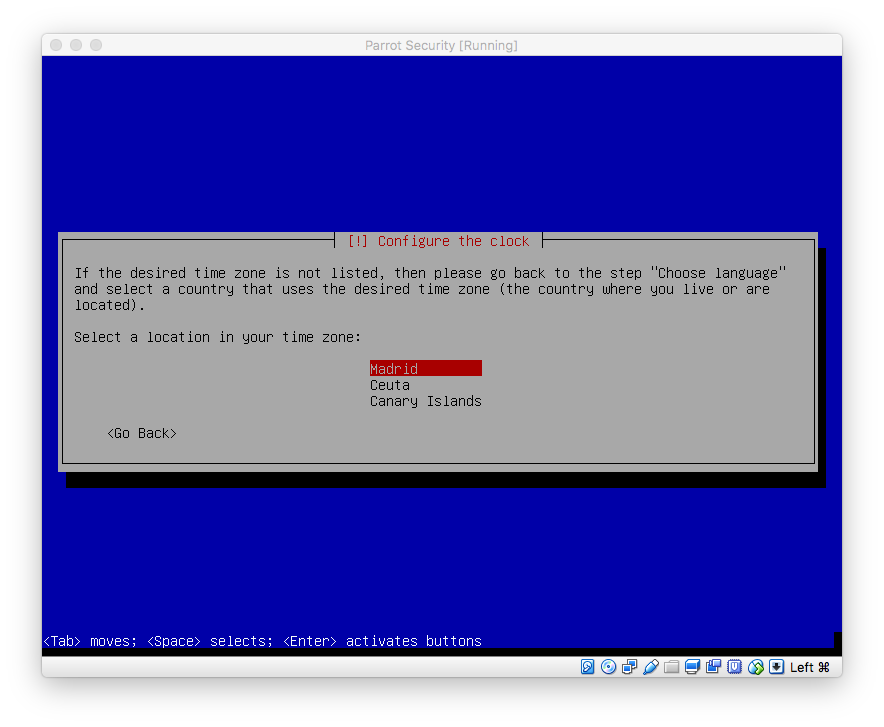 Parrot Security [Running]
[!] Configure the clock
If the desired time zone is not listed, then please go back to the step "Choose language"
and select a country that uses the desired time zone (the country where you live or are
located).
Select a location in your time zone:
Madrid
Ceuta
Canary Islands
<Go Back>
<Tab> moves; <Space> selects; <Enter> activates buttons
Left ⌘